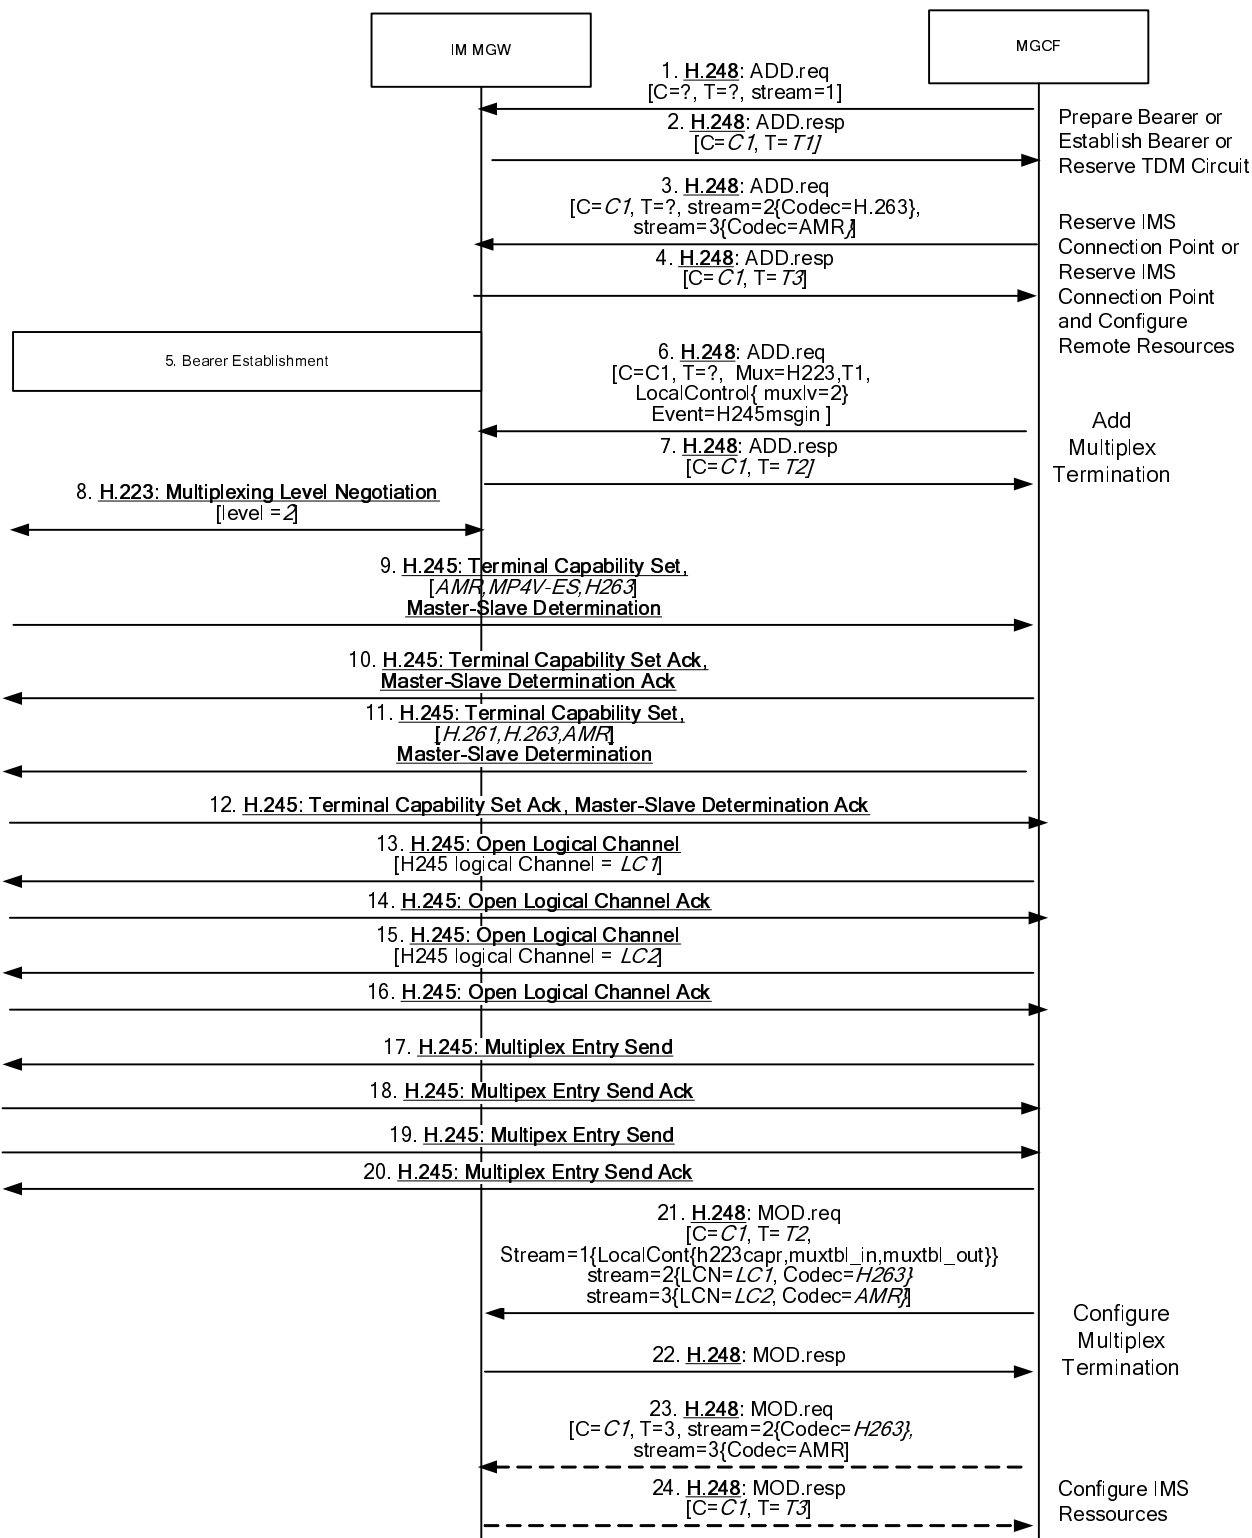 IM MGW
MGCF
1. H.248: ADD.req
[C=?, T=?, stream=1]
2. H.248: ADD.resp
[C=C1, T=T1]
Prepare Bearer or
Establish Bearer or
Reserve TDM Circuit
3. H.248: ADD.req
[C=C1, T=?, stream=2{Codec=H.263},
stream=3{Codec=AMR}]
4. H.248: ADD.resp
[C=C1, T=T3]
Reserve IMS
Connection Point or
Reserve IMS
Connection Point
and Configure
Remote Resources
5. Bearer Establishment
6. H.248: ADD.req
[C=C1, T=?, Mux=H223,T1,
LocalControl{ muxlv=2}
Event=H245msgin ]
7. H.248: ADD.resp
[C=C1, T=T2]
Add
Multiplex
Termination
8. H.223: Multiplexing Level Negotiation
[level =2]
9. H.245: Terminal Capability Set,
[AMR,MP4V-ES,H263]
Master-Slave Determination
10. H.245: Terminal Capability Set Ack,
Master-Slave Determination Ack
11. H.245: Terminal Capability Set,
[H.261,H.263,AMR]
Master-Slave Determination
12. H.245: Terminal Capability Set Ack, Master-Slave Determination Ack
13. H.245: Open Logical Channel
[H245 logical Channel = LC1]
14. H.245: Open Logical Channel Ack
15. H.245: Open Logical Channel
[H245 logical Channel = LC2]
16. H.245: Open Logical Channel Ack
17. H.245: Multiplex Entry Send
18. H.245: Multipex Entry Send Ack
19. H.245: Multipex Entry Send
20. H.245: Multiplex Entry Send Ack
21. H.248: MOD.req
[C=C1, T=T2,
Stream=1{LocalCont{h223capr,muxtbl_in,muxtbl_out}}
stream=2{LCN=LC1, Codec=H263}
stream=3{LCN=LC2, Codec=AMR}]
22. H.248: MOD.resp
Configure
Multiplex
Termination
23. H.248: MOD.req
[C=C1, T=3, stream=2{Codec=H263},
stream=3{Codec=AMR]
24. H.248: MOD.resp
[C=C1, T=T3]
Configure IMS
Ressources